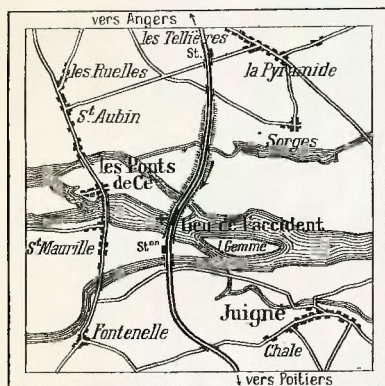 vers Angers
les Tellières
St.
les Ruelles
la Pyramide
St Aubin
Sorges
les Ponts
de Cé
lieu de l'accident
I. Gemme
St Maurille
Ston
Juigné
Fontenelle
Chale
vers Poitiers